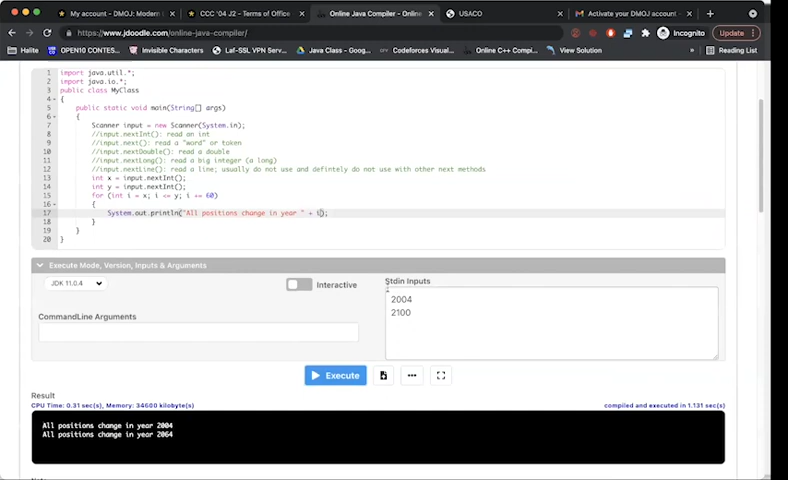 My account - DMOJ: Modern
CCC '04 J2 - Terms of Office
Online Java Compiler - Online
USACO
Activate your DMOJ account
https://www.jdoodle.com/online-java-compiler/
Incognito
Update
Halite
OPEN10 CONTES...
Invisible Characters
Laf-SSL VPN Serv...
Java Class - Goog...
Codeforces Visual...
Online C++ Compi...
View Solution
»
Reading List
1 import java.util.*;
2 import java.io.*;
3 public class MyClass
4 {
5 public static void main(String[] args)
6 {
7 Scanner input = new Scanner(System.in);
8 //input.nextInt(): read an int
9 //input.next(): read a "word" or token
10 //input.nextDouble(): read a double
11 //input.nextLong(): read a big integer (a long)
12 //input.nextLine(): read a line; usually do not use and defintely do not use with other next methods
13 int x = input.nextInt();
14 int y = input.nextInt();
15 for (int i = x; i <= y; i += 60)
16 {
17 System.out.println("All positions change in year " + i);
18 }
19 }
20 }
Execute Mode, Version, Inputs & Arguments
JDK 11.0.4
Interactive
Stdin Inputs
2004
2100
CommandLine Arguments
Execute
Result
CPU Time: 0.31 sec(s), Memory: 34600 kilobyte(s)
compiled and executed in 1.131 sec(s)
All positions change in year 2004
All positions change in year 2064